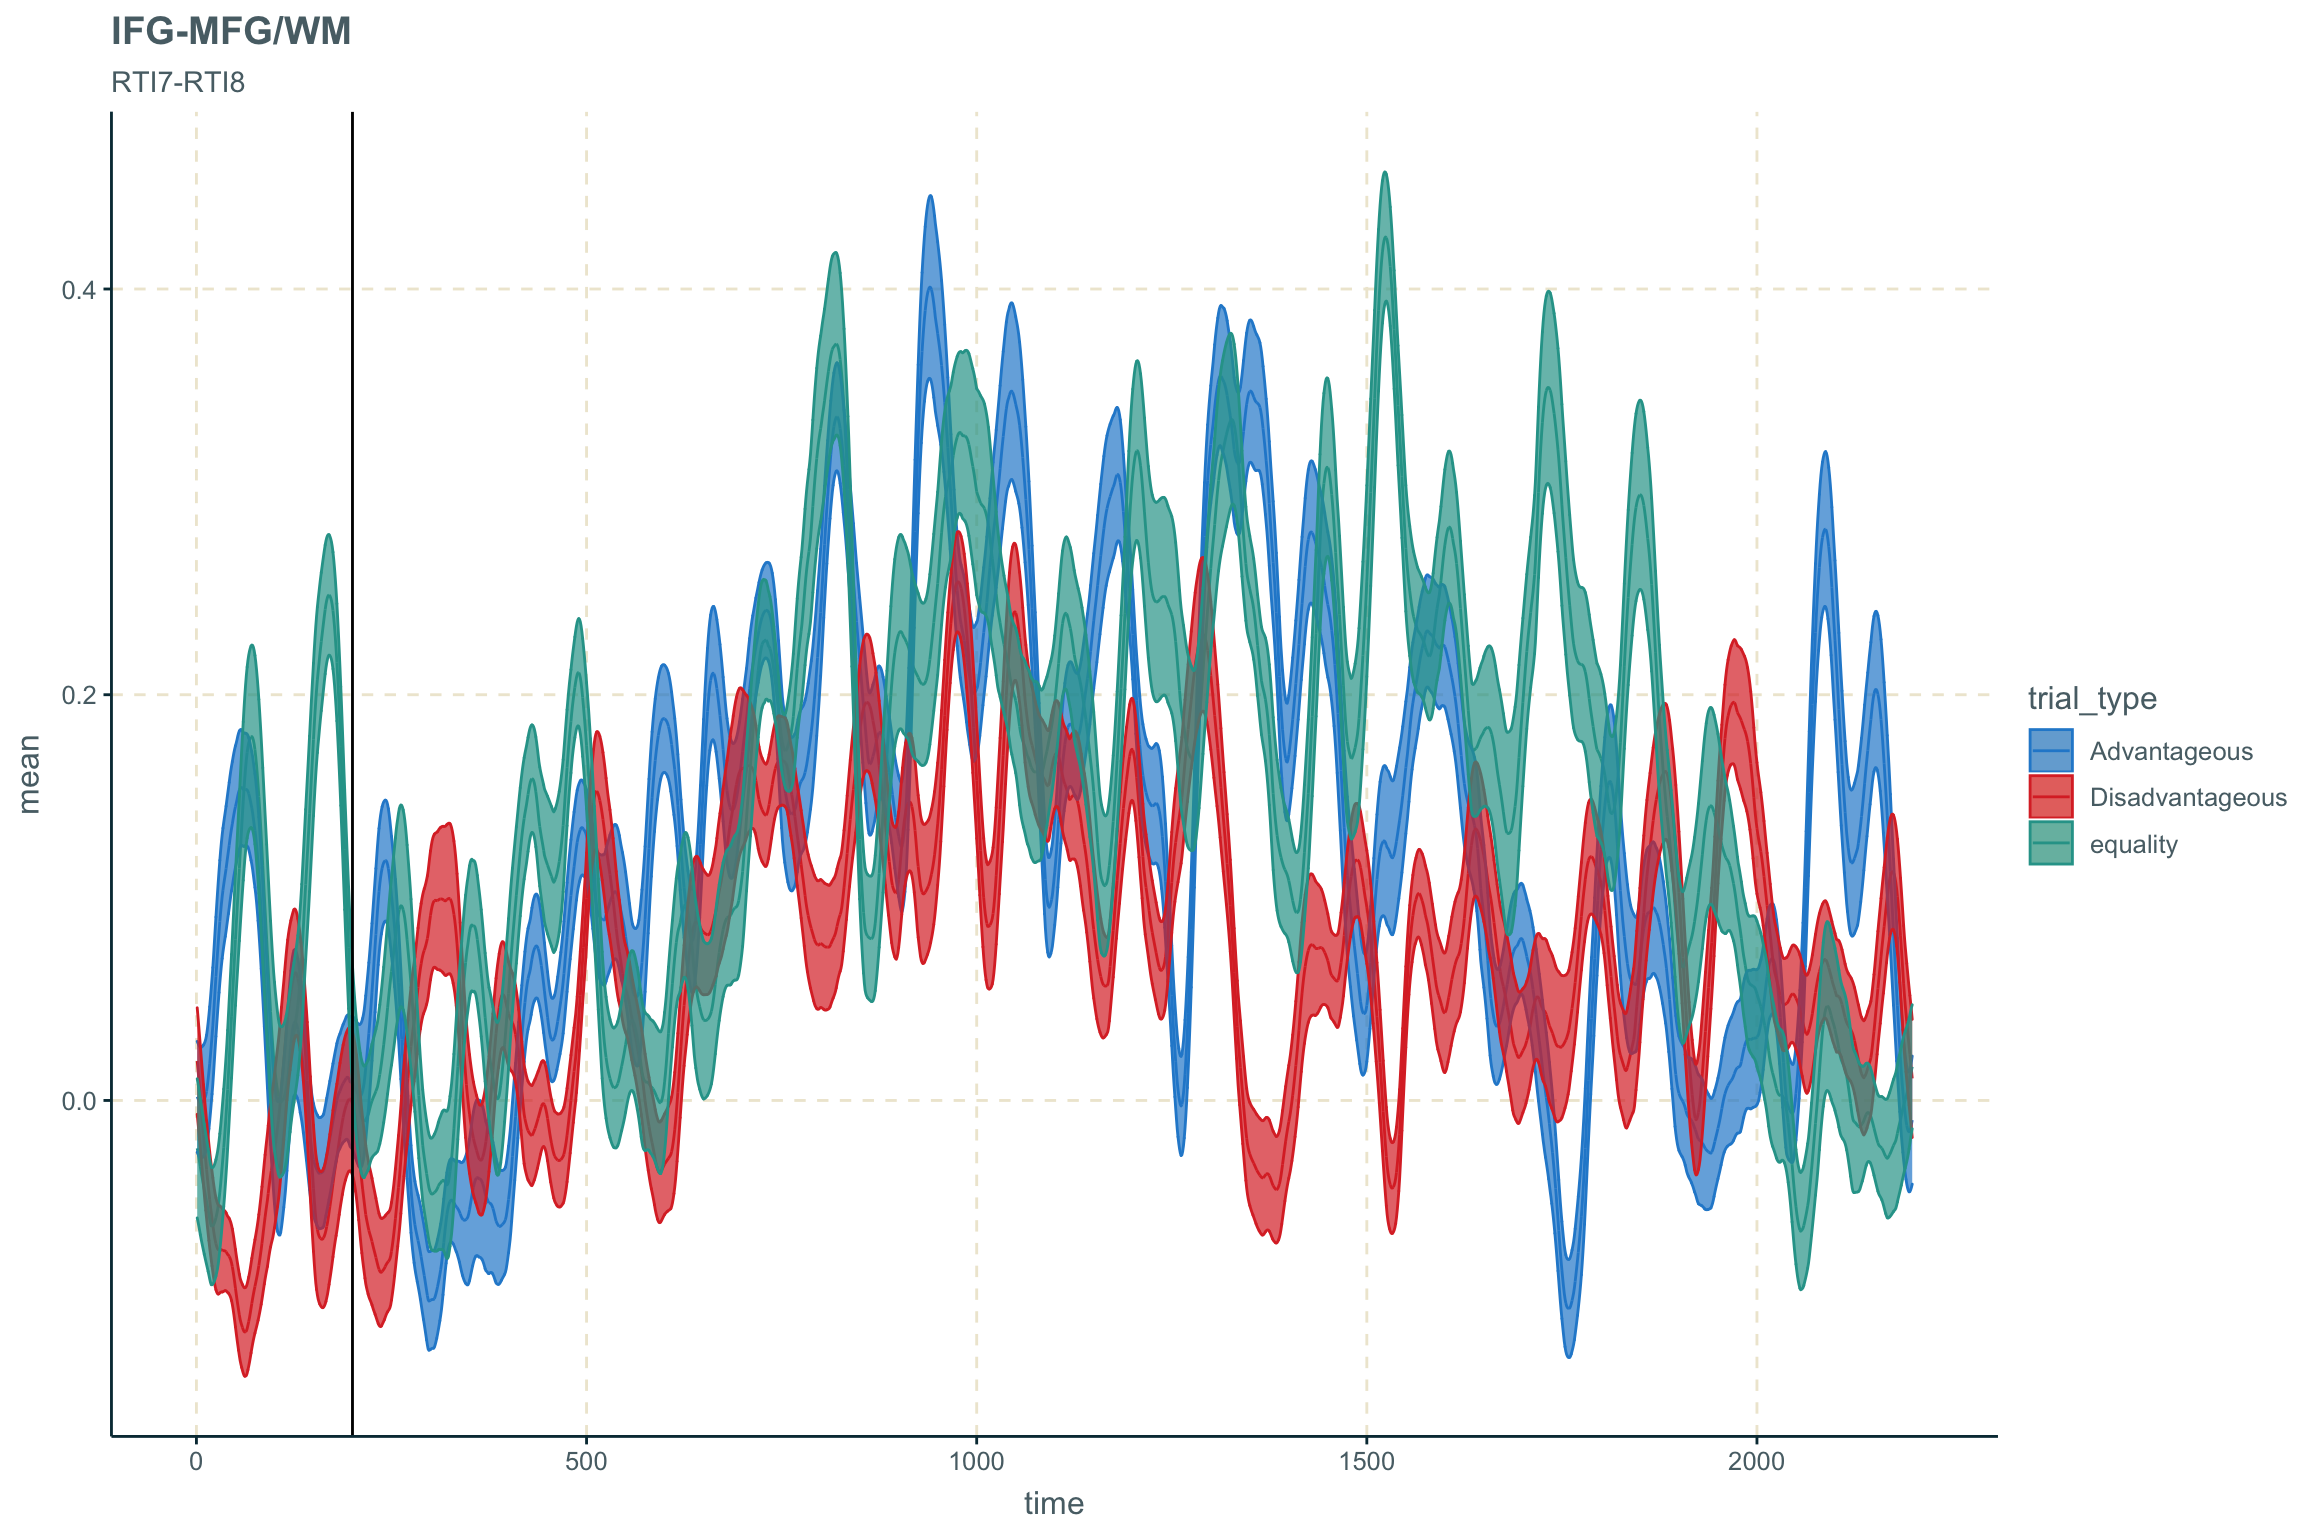 IFG-MFG/WM
RTI7-RTI8
mean
0.4
0.2
0.0
0
500
1000
1500
2000
time
trial_type
Advantageous
Disadvantageous
equality